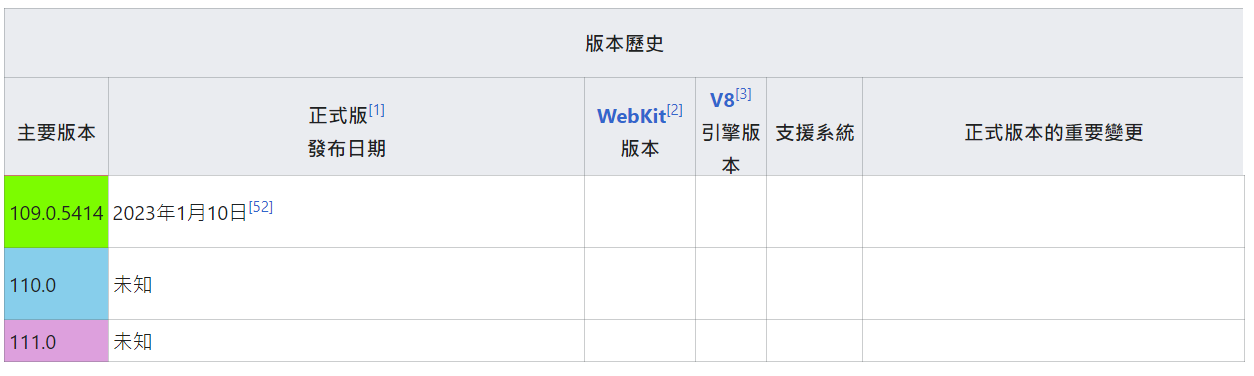 版本歷史
主要版本
正式版[1]
發布日期
WebKit[2]
版本
V8[3]
引擎版
本
支援系統
正式版本的重要變更
109.0.5414
2023年1月10日[52]
110.0
未知
111.0
未知